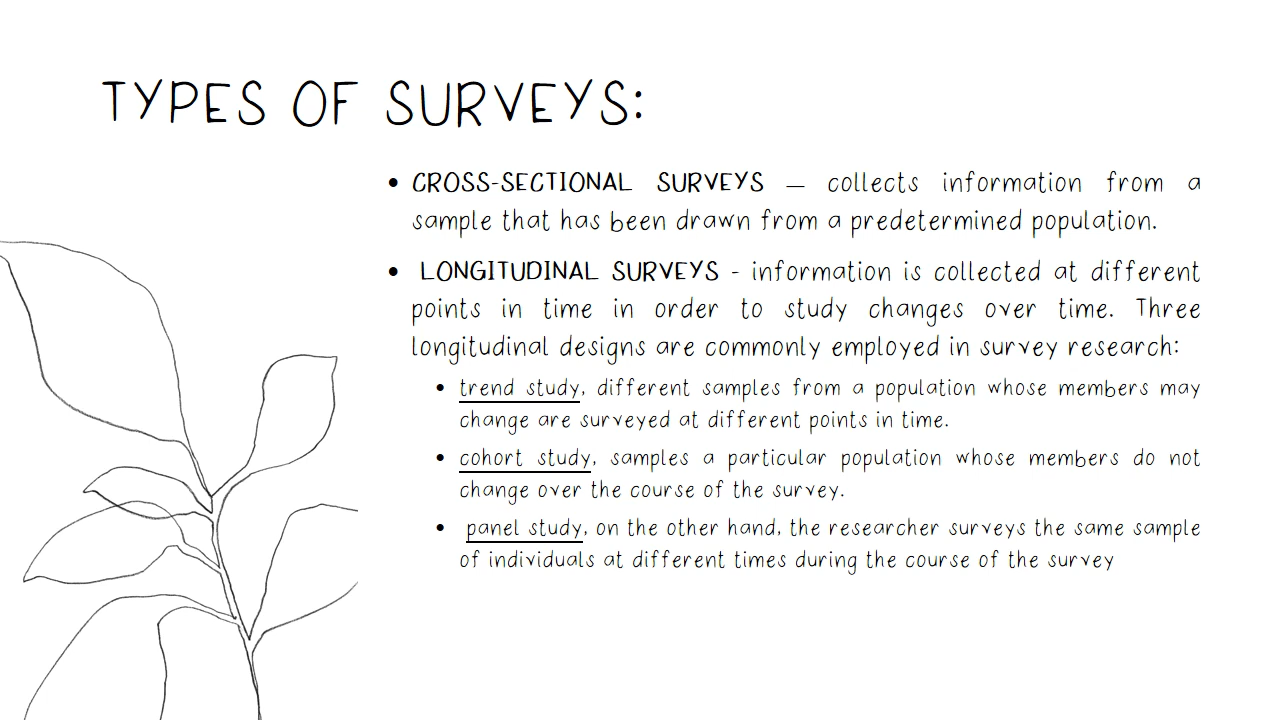 TYPES OF SURVEYS:
• CROSS-SECTIONAL SURVEYS – collects information from a
sample that has been drawn from a predetermined population.
• LONGITUDINAL SURVEYS - information is collected at different
points in time in order to study changes over time. Three
longitudinal designs are commonly employed in survey research:
• trend study, different samples from a population whose members may
change are surveyed at different points in time.
• cohort study, samples a particular population whose members do not
change over the course of the survey.
• panel study, on the other hand, the researcher surveys the same sample
of individuals at different times during the course of the survey